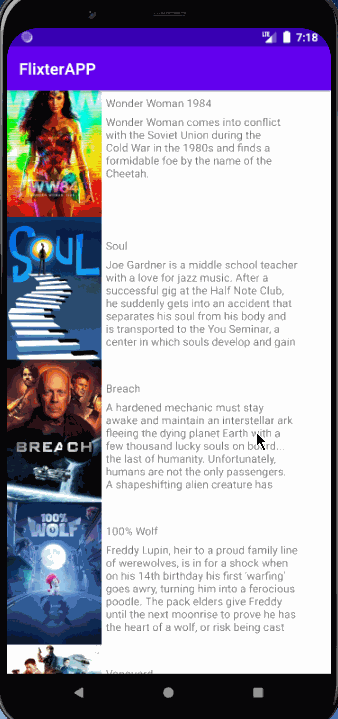 7:18
FlixterAPP
Wonder Woman 1984
Wonder Woman comes into conflict
with the Soviet Union during the
Cold War in the 1980s and finds a
formidable foe by the name of the
Cheetah.
WW84
Soul
SOUL
Joe Gardner is a middle school teacher
with a love for jazz music. After a
successful gig at the Half Note Club,
he suddenly gets into an accident that
separates his soul from his body and
is transported to the You Seminar, a
center in which souls develop and gain
Breach
BREACH
A hardened mechanic must stay
awake and maintain an interstellar ark
fleeing the dying planet Earth with a
few thousand lucky souls on board...
the last of humanity. Unfortunately,
humans are not the only passengers.
A shapeshifting alien creature has
100% Wolf
100%
WOLF
Freddy Lupin, heir to a proud family line
of werewolves, is in for a shock when
on his 14th birthday his first 'warfing'
goes awry, turning him into a ferocious
poodle. The pack elders give Freddy
until the next moonrise to prove he has
the heart of a wolf, or risk being cast
Vanguard